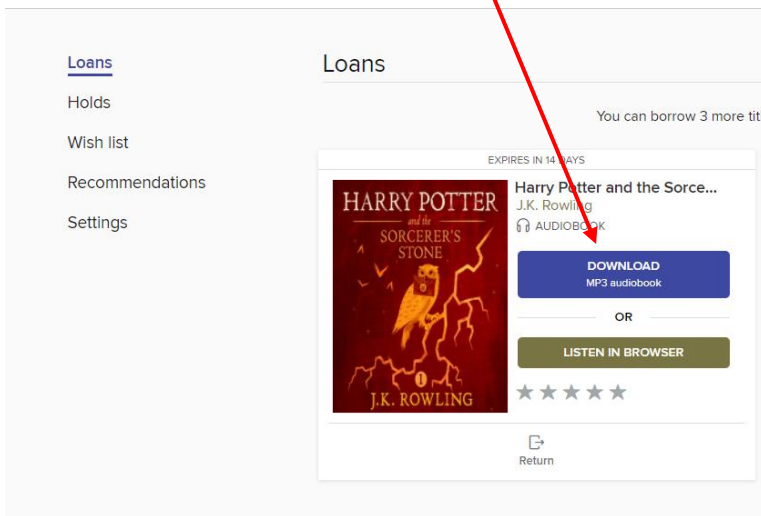 Loans
Holds
Wish list
Recommendations
Settings
Loans
You can borrow 3 more tit
EXPIRES IN 14 DAYS
HARRY POTTER
and the
SORCERER'S
STONE
1
J.K. ROWLING
Harry Potter and the Sorce...
J.K. Rowling
AUDIOBOOK
DOWNLOAD
MP3 audiobook
OR
LISTEN IN BROWSER
Return